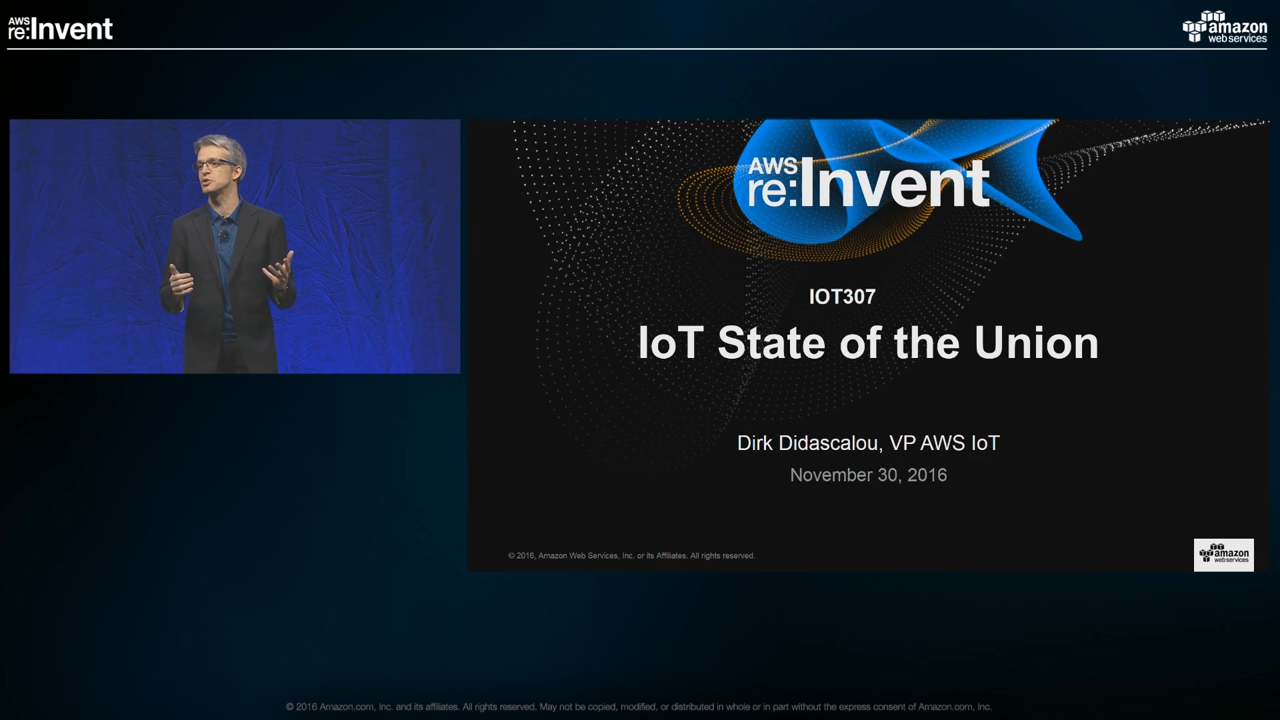 AWS
re:Invent
amazon
web services
AWS
re:Invent
IOT307
IoT State of the Union
Dirk Didascalou, VP AWS IoT
November 30, 2016
© 2016, Amazon Web Services, Inc. or its Affiliates. All rights reserved.
amazon
web services
© 2016 Amazon.com, Inc. and its affiliates. All rights reserved. May not be copied, modified, or distributed in whole or in part without the express consent of Amazon.com, Inc.